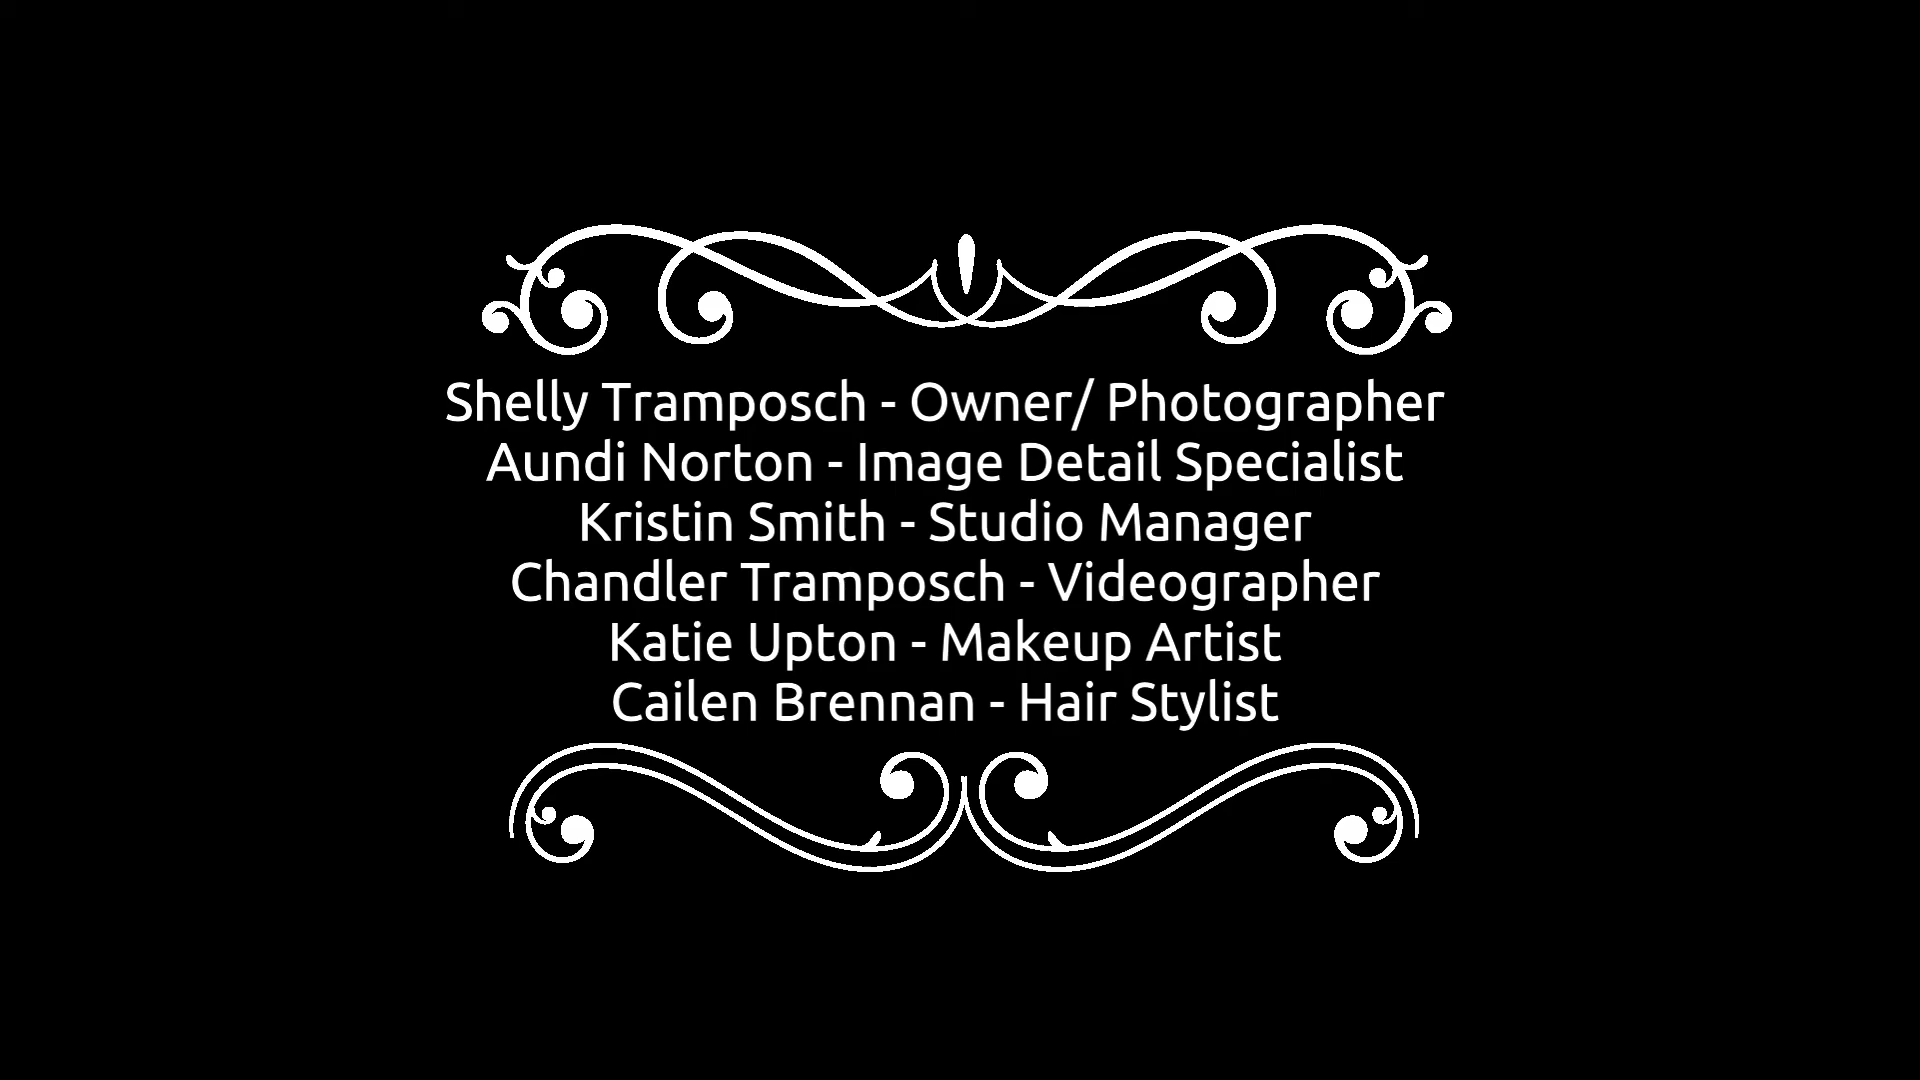 Shelly Tramposch - Owner/ Photographer
Aundi Norton - Image Detail Specialist
Kristin Smith - Studio Manager
Chandler Tramposch - Videographer
Katie Upton - Makeup Artist
Cailen Brennan - Hair Stylist